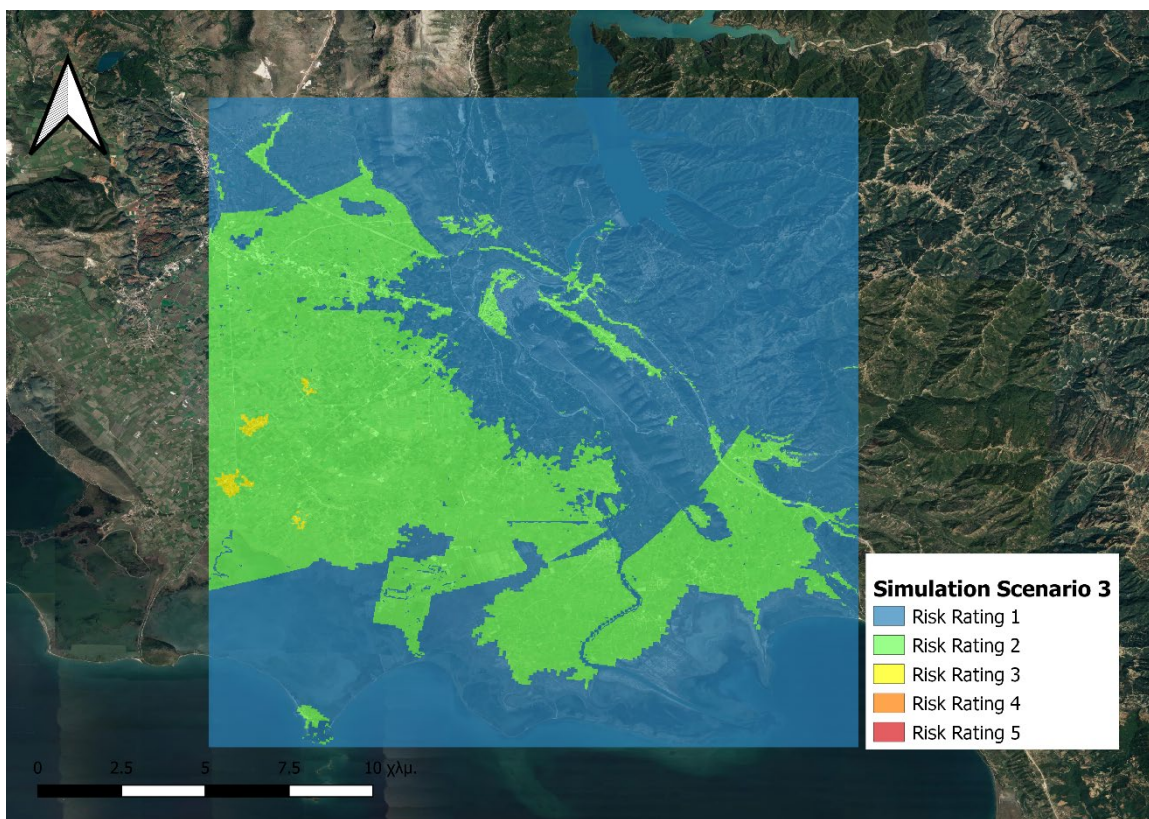 Simulation Scenario 3
Risk Rating 1
Risk Rating 2
Risk Rating 3
Risk Rating 4
Risk Rating 5
0 2.5 5 7.5 10 χλμ.